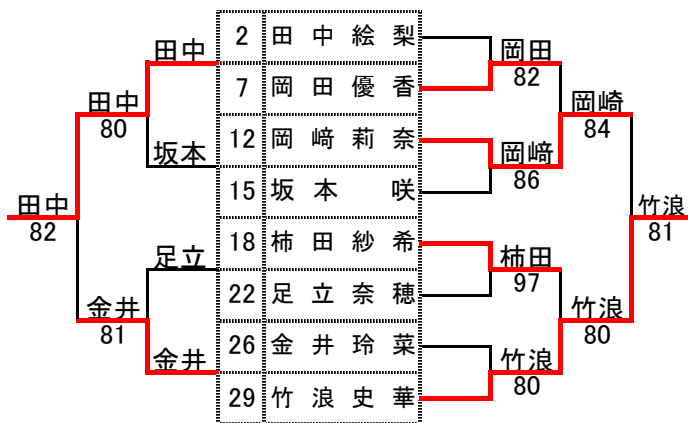 2 田中絵梨
7 岡田優香
12 岡﨑莉奈
15 坂本 咲
18 柿田紗希
22 足立奈穂
26 金井玲菜
29 竹浪史華
田中
坂本
足立
金井
田中
80
金井
81
田中
82
岡田
82
岡﨑
86
柿田
97
竹浪
80
岡崎
84
竹浪
80
竹浪
81